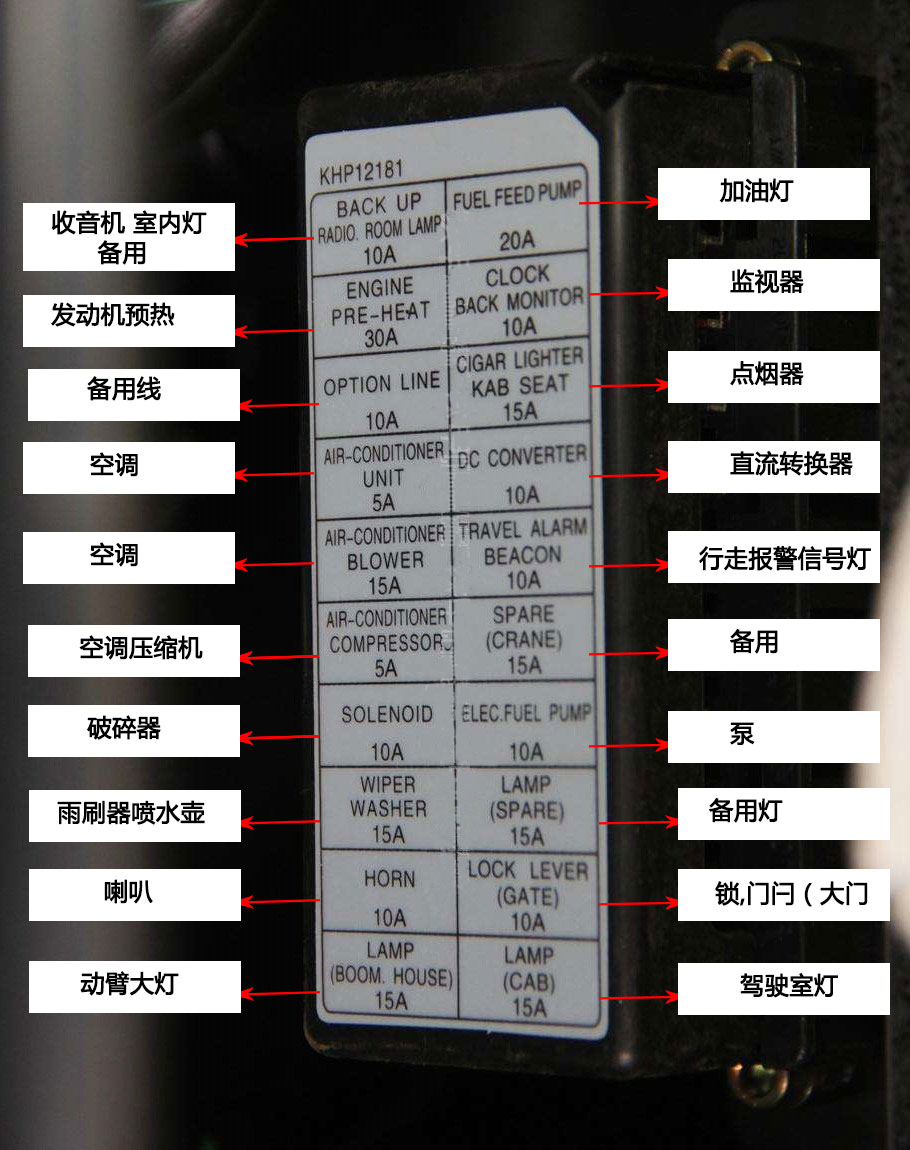 KHP12181
BACK UP
RADIO. ROOM LAMP
10A
FUEL FEED PUMP
20A
ENGINE
PRE-HEAT
30A
CLOCK
BACK MONITOR
10A
OPTION LINE
10A
CIGAR LIGHTER
KAB SEAT
15A
AIR-CONDITIONER
UNIT
5A
DC CONVERTER
10A
AIR-CONDITIONER
BLOWER
15A
TRAVEL ALARM
BEACON
10A
AIR-CONDITIONER
COMPRESSOR
5A
SPARE
(CRANE)
15A
SOLENOID
10A
ELEC.FUEL PUMP
10A
WIPER
WASHER
15A
LAMP
(SPARE)
15A
HORN
10A
LOCK LEVER
(GATE)
10A
LAMP
(BOOM. HOUSE)
15A
LAMP
(CAB)
15A
收音机 室内灯
备用
发动机预热
备用线
空调
空调
空调压缩机
破碎器
雨刷器喷水壶
喇叭
动臂大灯
加油灯
监视器
点烟器
直流转换器
行走报警信号灯
备用
泵
备用灯
锁,门闩（大门
驾驶室灯